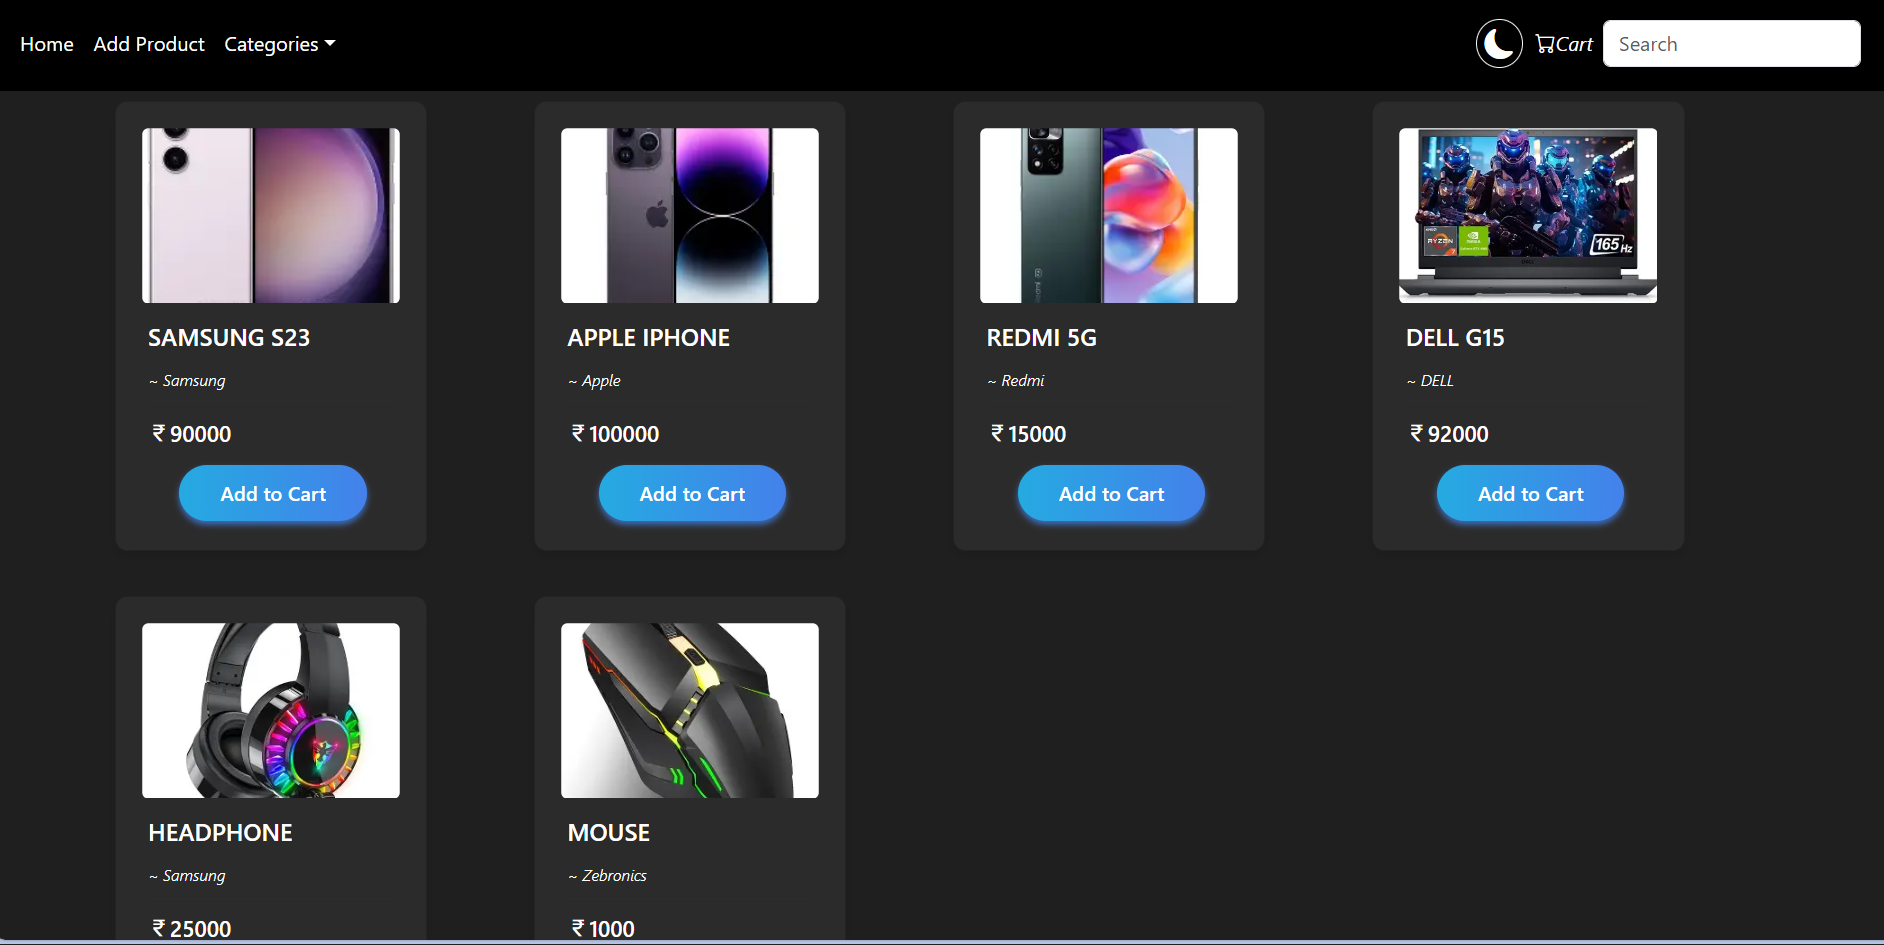 Home Add Product Categories Cart Search
165 Hz
RYZEN
SAMSUNG S23 APPLE IPHONE REDMI 5G DELL G15
~ Samsung ~ Apple ~ Redmi ~ DELL
₹ 90000 ₹ 100000 ₹ 15000 ₹ 92000
Add to Cart Add to Cart Add to Cart Add to Cart
HEADPHONE MOUSE
~ Samsung ~ Zebronics
₹ 25000 ₹ 1000